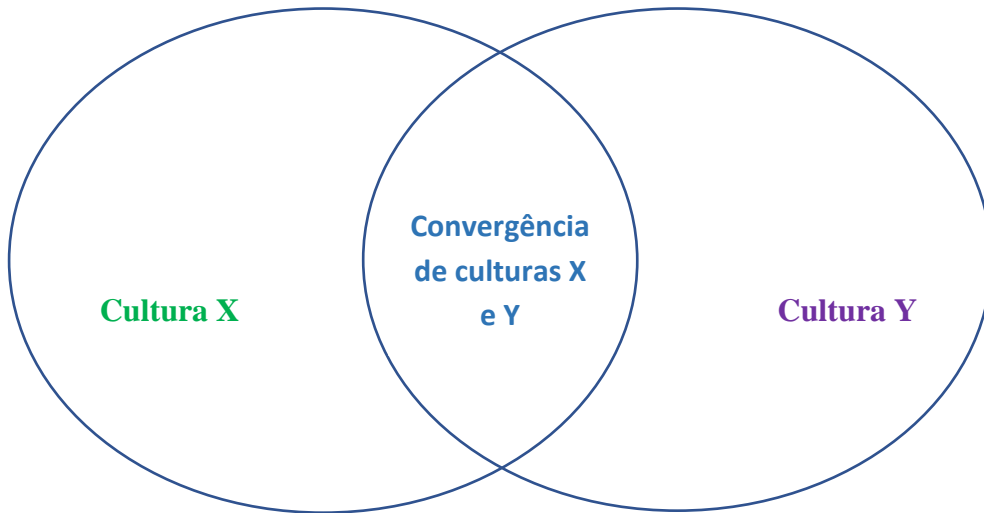 Convergência
de culturas X
e Y
Cultura X
Cultura Y